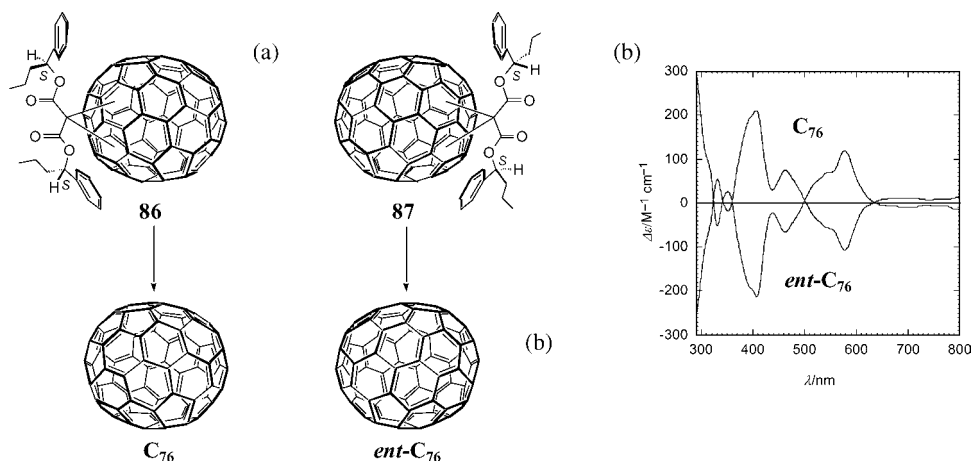 (a)
(b)
H
S
O
O
O
O
S
H
86
H
S
O
O
O
O
S
H
87
C76
ent-C76
(b)
300
200
100
0
-100
-200
-300
Δε/M–1 cm–1
C76
ent-C76
300
400
500
600
700
800
λ/nm